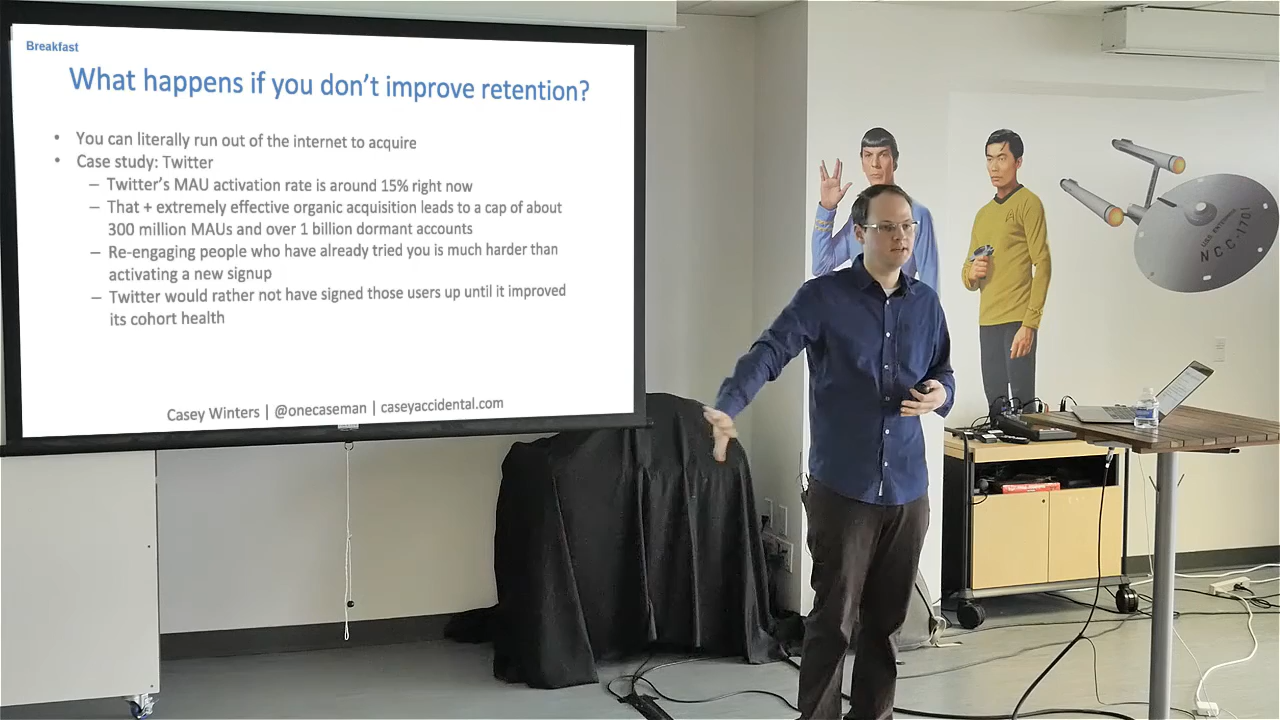 Breakfast
What happens if you don't improve retention?
• You can literally run out of the internet to acquire
• Case study: Twitter
– Twitter's MAU activation rate is around 15% right now
– That + extremely effective organic acquisition leads to a cap of about
300 million MAUs and over 1 billion dormant accounts
– Re-engaging people who have already tried you is much harder than
activating a new signup
– Twitter would rather not have signed those users up until it improved
its cohort health
Casey Winters | @onecaseman | caseyaccidental.com
USS ENTERPRISE
NCC-1701